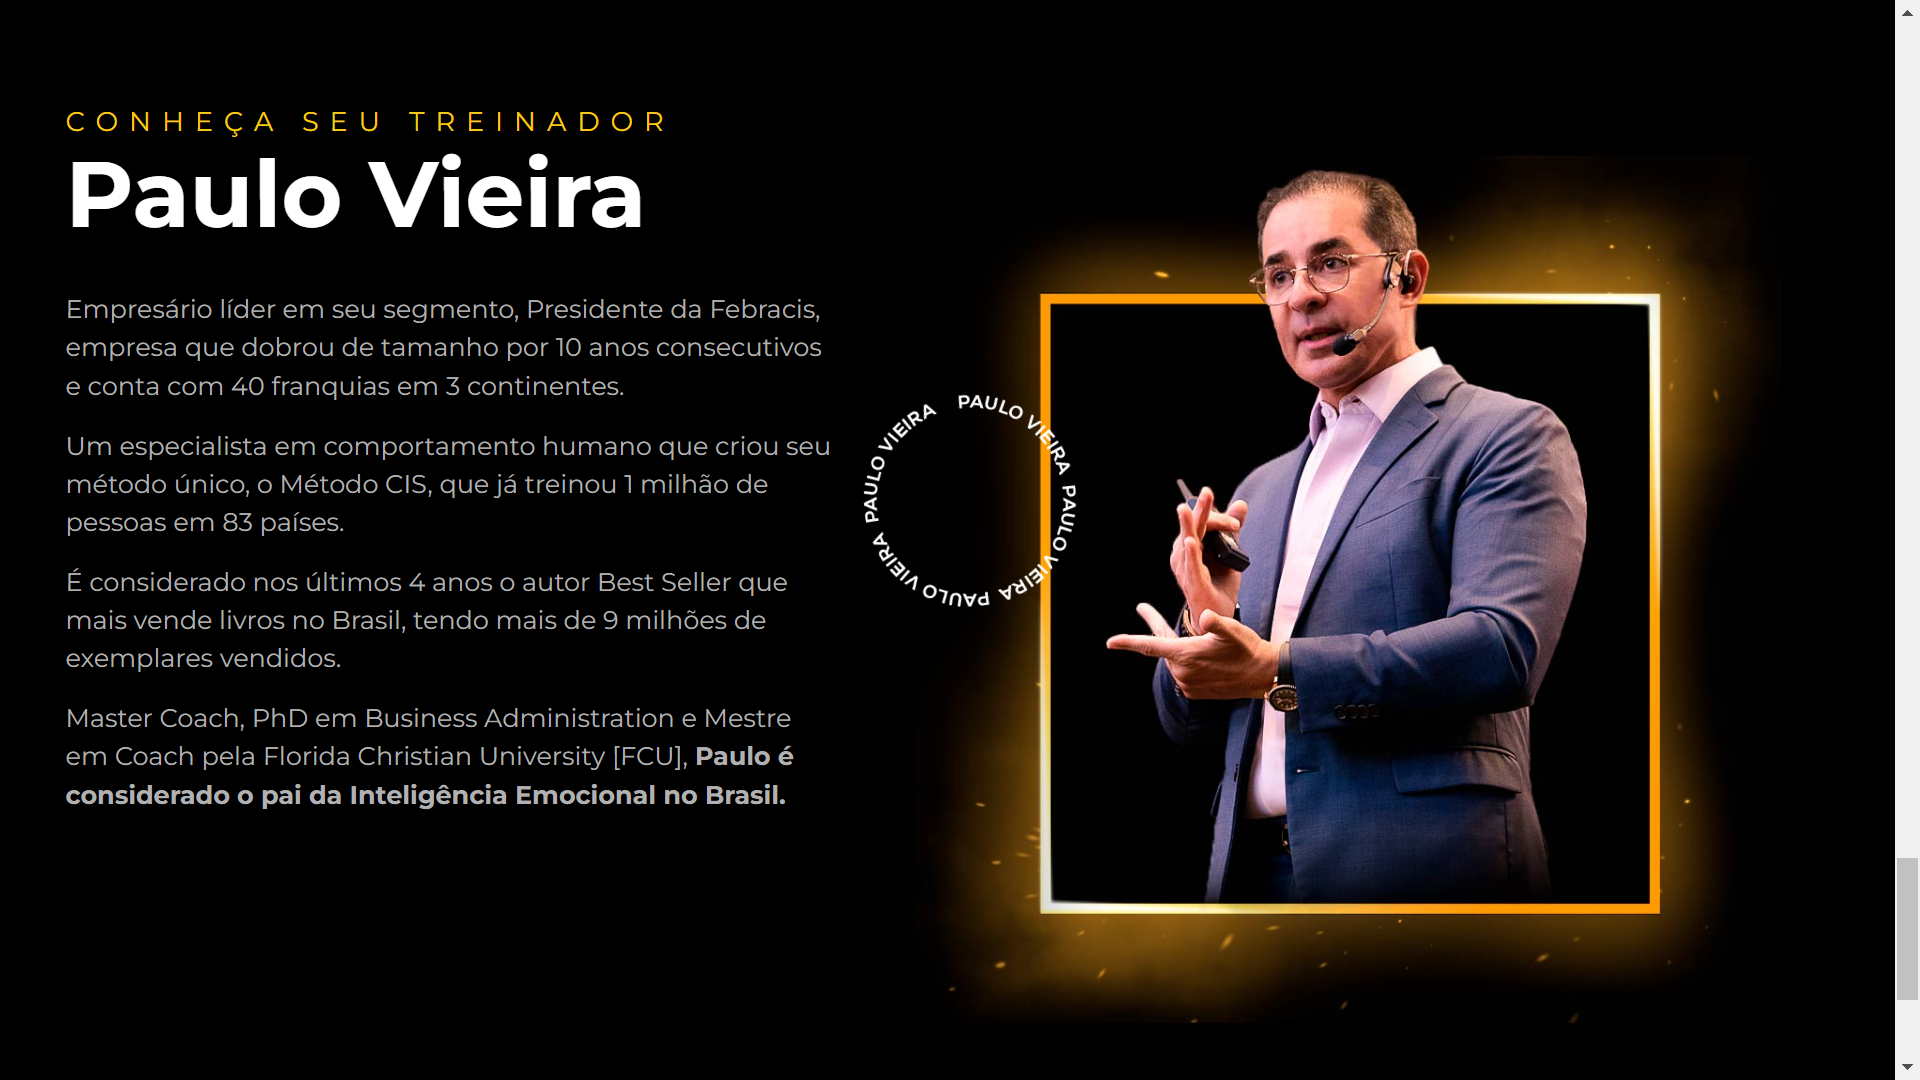 CONHEÇA SEU TREINADOR
Paulo Vieira
Empresário líder em seu segmento, Presidente da Febracis,
empresa que dobrou de tamanho por 10 anos consecutivos
e conta com 40 franquias em 3 continentes.
Um especialista em comportamento humano que criou seu
método único, o Método CIS, que já treinou 1 milhão de
pessoas em 83 países.
É considerado nos últimos 4 anos o autor Best Seller que
mais vende livros no Brasil, tendo mais de 9 milhões de
exemplares vendidos.
Master Coach, PhD em Business Administration e Mestre
em Coach pela Florida Christian University [FCU], Paulo é
considerado o pai da Inteligência Emocional no Brasil.
PAULO VIEIRA PAULO VIEIRA PAULO VIEIRA PAULO VIEIRA